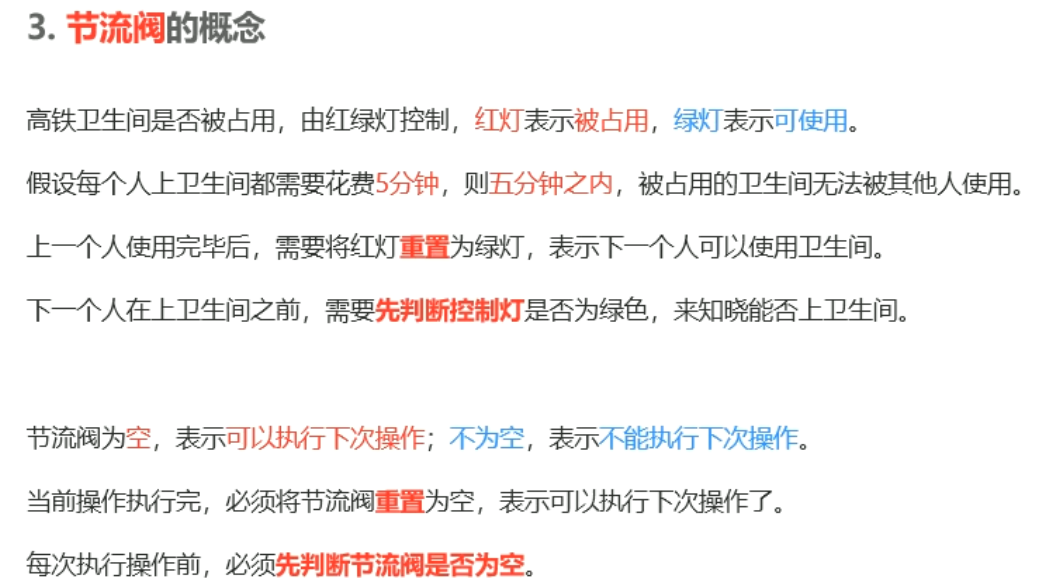 3. 节流阀的概念
高铁卫生间是否被占用，由红绿灯控制，红灯表示被占用，绿灯表示可使用。
假设每个人上卫生间都需要花费5分钟，则五分钟之内，被占用的卫生间无法被其他人使用。
上一个人使用完毕后，需要将红灯重置为绿灯，表示下一个人可以使用卫生间。
下一个人在上卫生间之前，需要先判断控制灯是否为绿色，来知晓能否上卫生间。
节流阀为空，表示可以执行下次操作；不为空，表示不能执行下次操作。
当前操作执行完，必须将节流阀重置为空，表示可以执行下次操作了。
每次执行操作前，必须先判断节流阀是否为空。